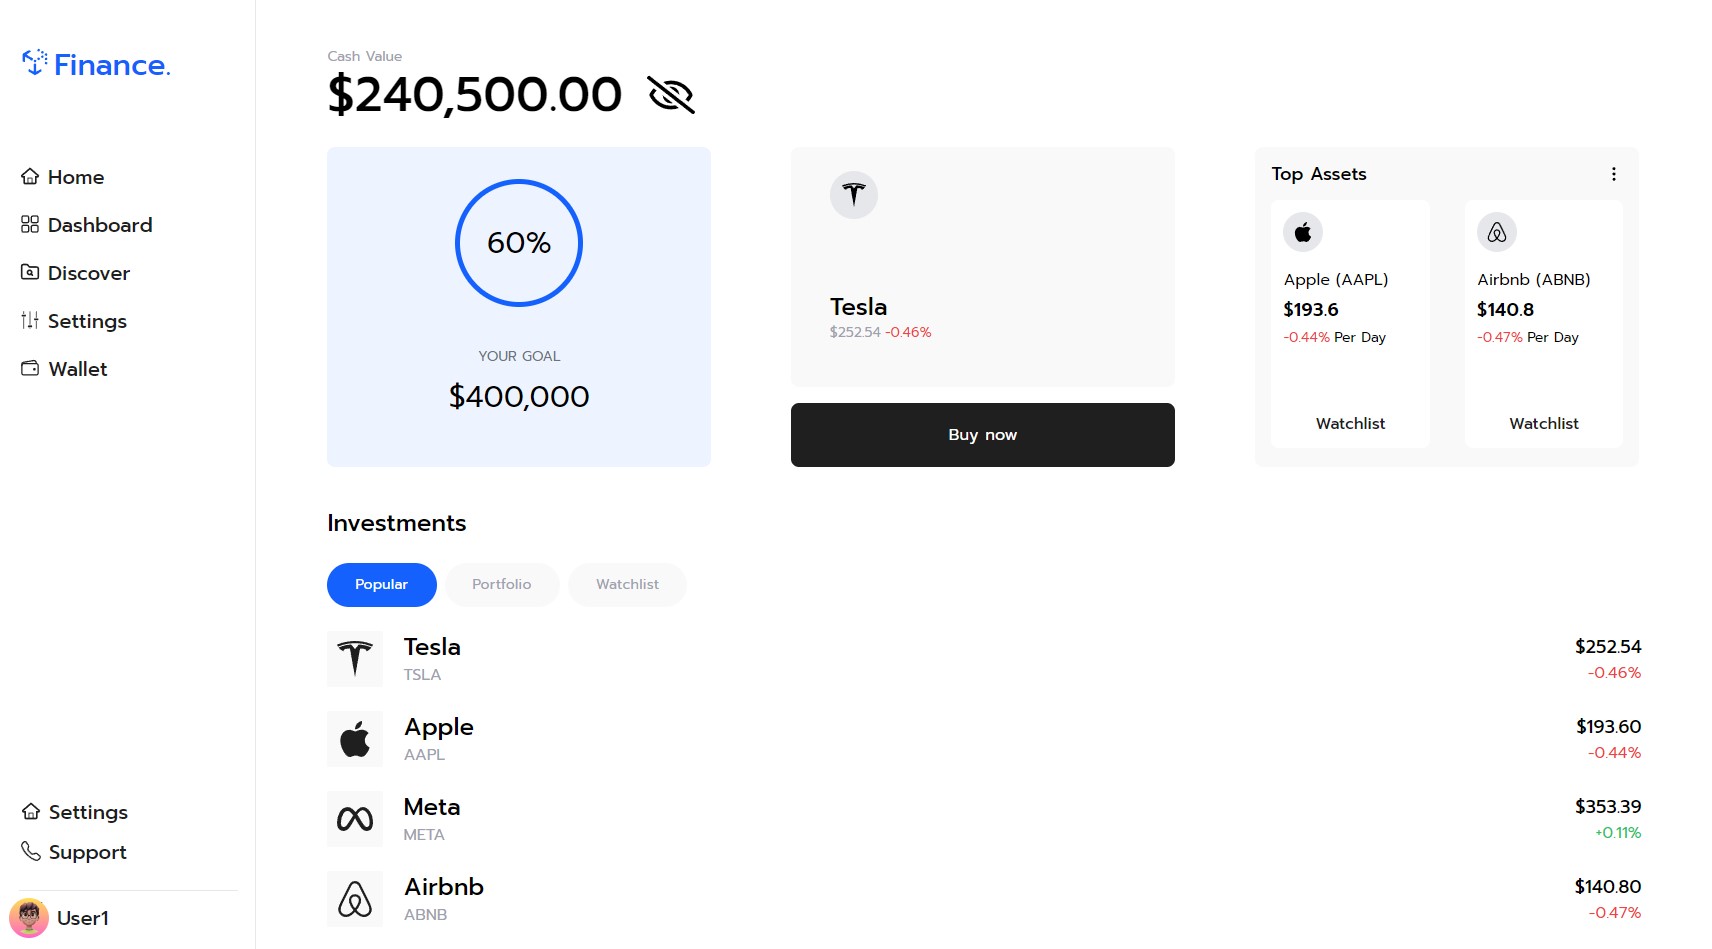 Finance.
Home
Dashboard
Discover
Settings
Wallet
Settings
Support
User1
Cash Value
$240,500.00
60%
YOUR GOAL
$400,000
Tesla
$252.54 -0.46%
Buy now
Top Assets
Apple (AAPL)
$193.6
-0.44% Per Day
Watchlist
Airbnb (ABNB)
$140.8
-0.47% Per Day
Watchlist
Investments
Popular
Portfolio
Watchlist
Tesla
TSLA
$252.54
-0.46%
Apple
AAPL
$193.60
-0.44%
Meta
META
$353.39
+0.11%
Airbnb
ABNB
$140.80
-0.47%